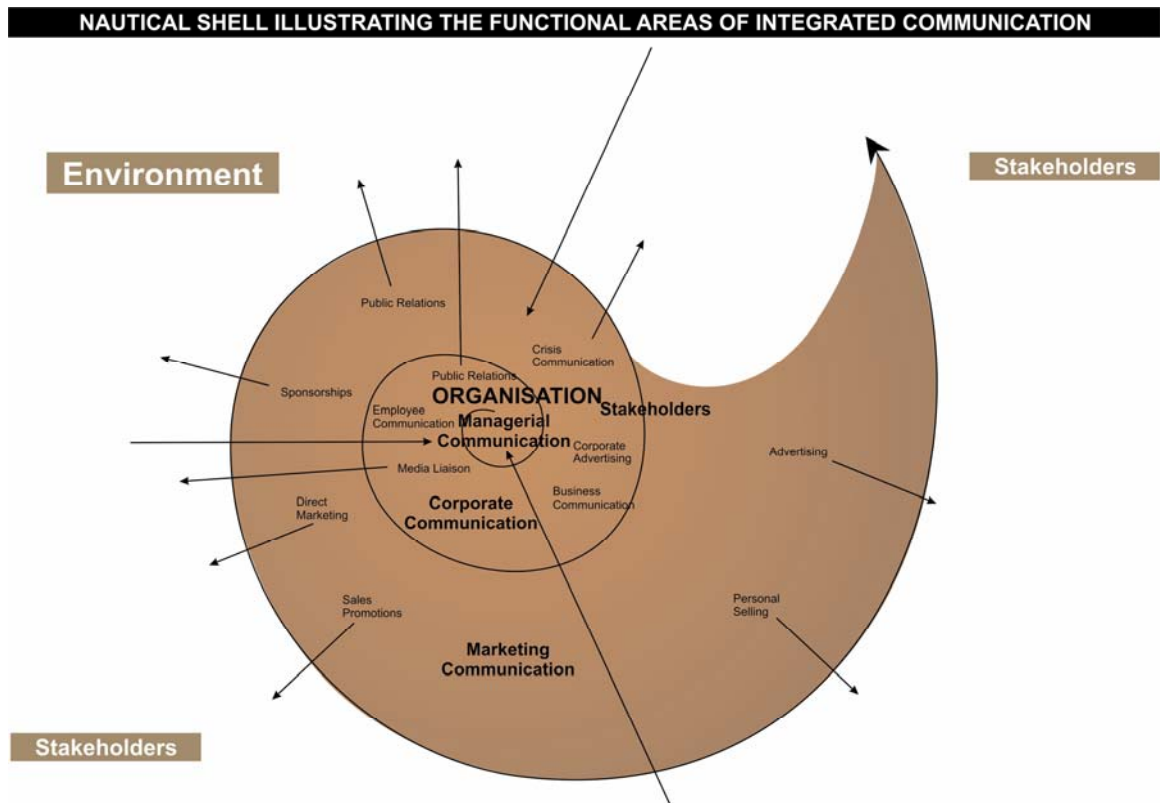 NAUTICAL SHELL ILLUSTRATING THE FUNCTIONAL AREAS OF INTEGRATED COMMUNICATION
Environment
Stakeholders
Public Relations
Crisis
Communication
Public Relations
Sponsorships
ORGANISATION
Stakeholders
Employee
Communication
Managerial
Communication
Corporate
Advertising
Advertising
Media Liaison
Direct
Marketing
Corporate
Communication
Business
Communication
Sales
Promotions
Personal
Selling
Marketing
Communication
Stakeholders